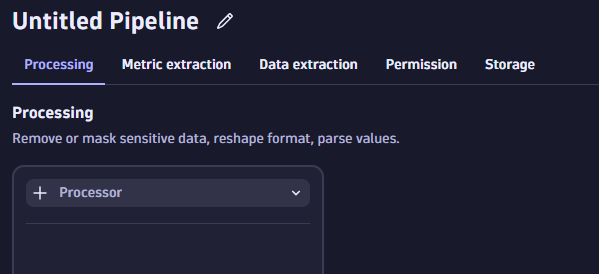 Untitled Pipeline
Processing Metric extraction Data extraction Permission Storage
Processing
Remove or mask sensitive data, reshape format, parse values.
Processor